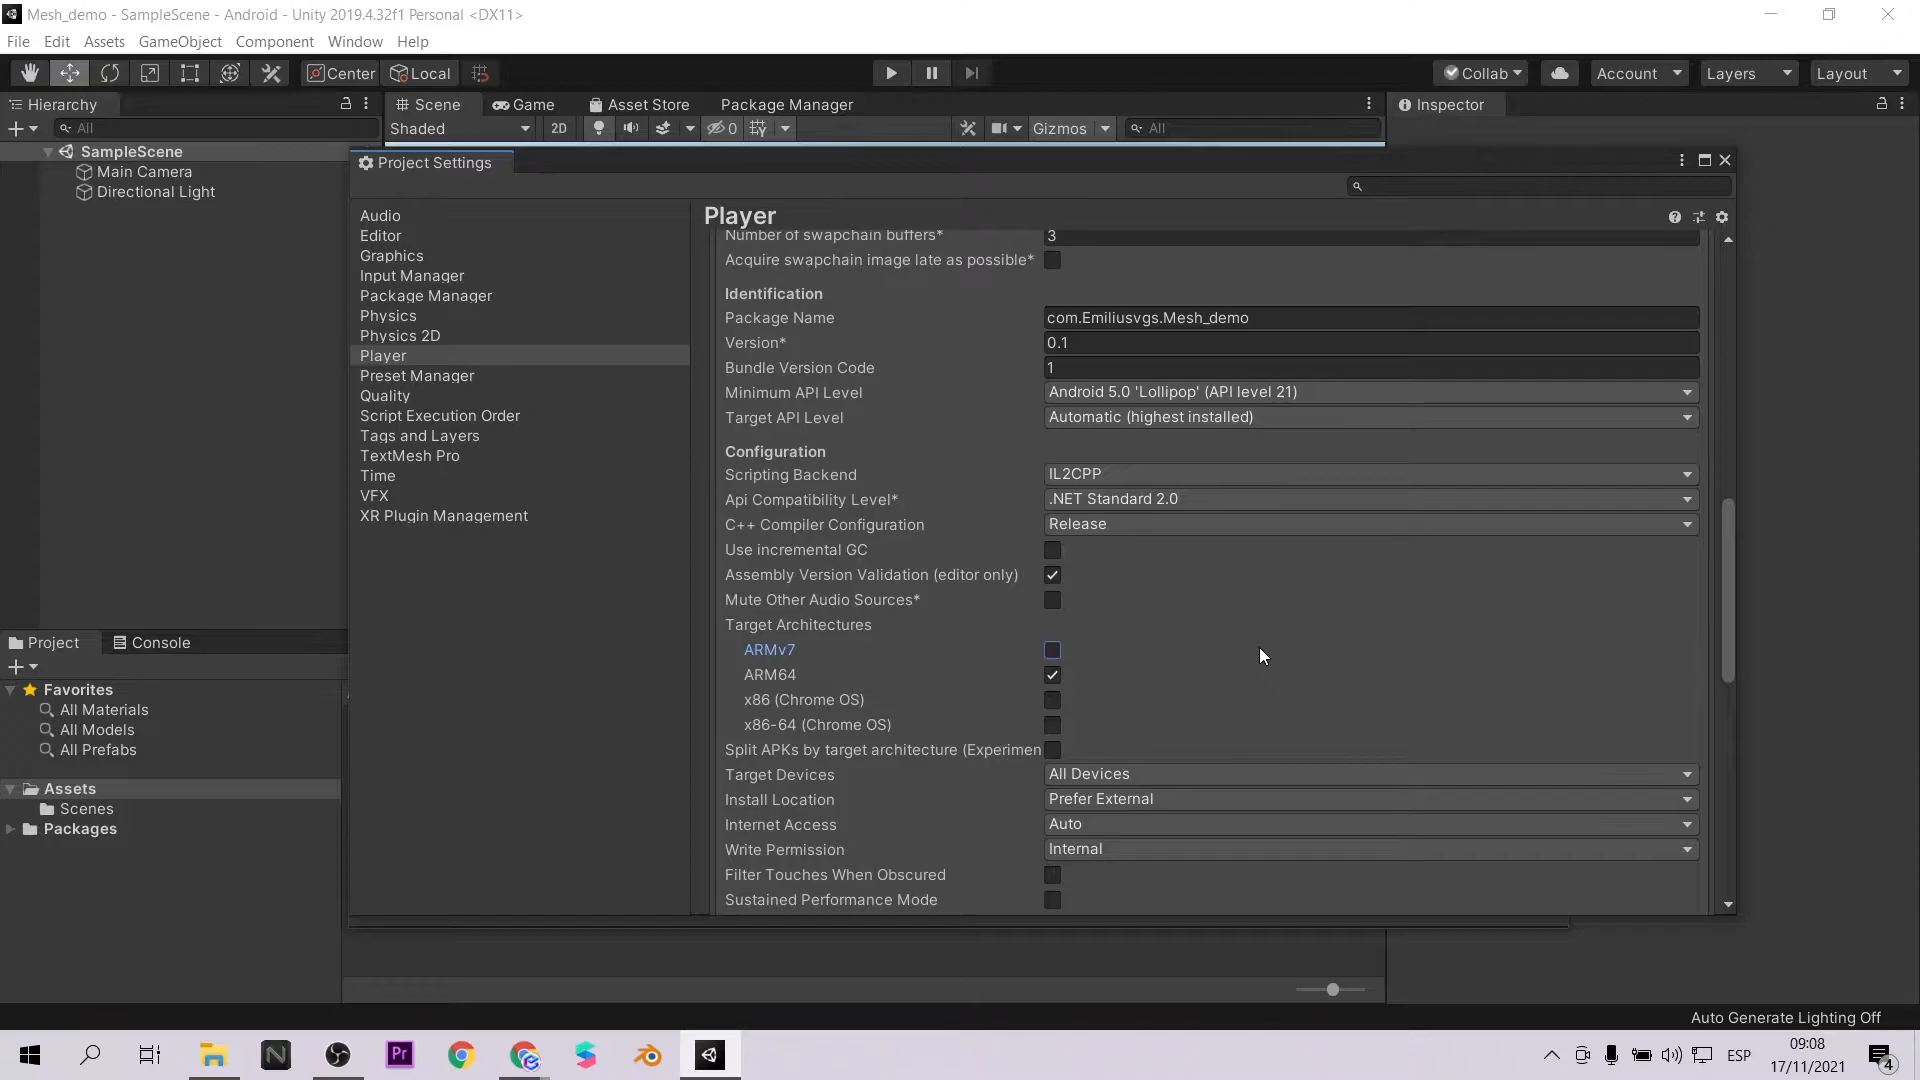 Mesh_demo - SampleScene - Android - Unity 2019.4.32f1 Personal <DX11>
File Edit Assets GameObject Component Window Help
Center Local Collab Account Layers Layout
Hierarchy
All
SampleScene
Main Camera
Directional Light
Scene Game Asset Store Package Manager
Shaded 2D 0 Gizmos All
Inspector
Project Settings
Audio
Editor
Graphics
Input Manager
Package Manager
Physics
Physics 2D
Player
Preset Manager
Quality
Script Execution Order
Tags and Layers
TextMesh Pro
Time
VFX
XR Plugin Management
Player
Number of swapchain buffers* 3
Acquire swapchain image late as possible*
Identification
Package Name com.Emiliusvgs.Mesh_demo
Version* 0.1
Bundle Version Code 1
Minimum API Level Android 5.0 'Lollipop' (API level 21)
Target API Level Automatic (highest installed)
Configuration
Scripting Backend IL2CPP
Api Compatibility Level* .NET Standard 2.0
C++ Compiler Configuration Release
Use incremental GC
Assembly Version Validation (editor only)
Mute Other Audio Sources*
Target Architectures
ARMv7
ARM64
x86 (Chrome OS)
x86-64 (Chrome OS)
Split APKs by target architecture (Experimen
Target Devices All Devices
Install Location Prefer External
Internet Access Auto
Write Permission Internal
Filter Touches When Obscured
Sustained Performance Mode
Project Console
Favorites
All Materials
All Models
All Prefabs
Assets
Scenes
Packages
Auto Generate Lighting Off
N Pr ESP
09:08
17/11/2021
4